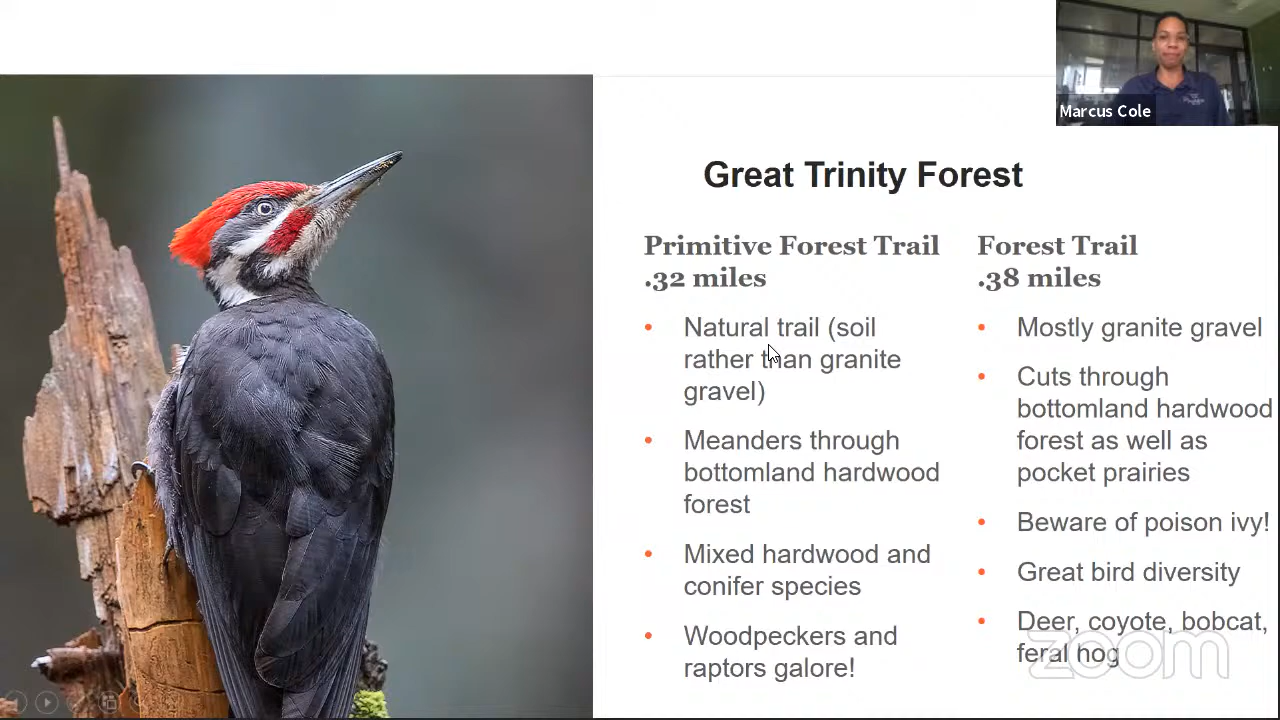 Marcus Cole
Great Trinity Forest
Primitive Forest Trail
.32 miles
• Natural trail (soil
rather than granite
gravel)
• Meanders through
bottomland hardwood
forest
• Mixed hardwood and
conifer species
• Woodpeckers and
raptors galore!
Forest Trail
.38 miles
• Mostly granite gravel
• Cuts through
bottomland hardwood
forest as well as
pocket prairies
• Beware of poison ivy!
• Great bird diversity
• Deer, coyote, bobcat,
feral hog
zoom